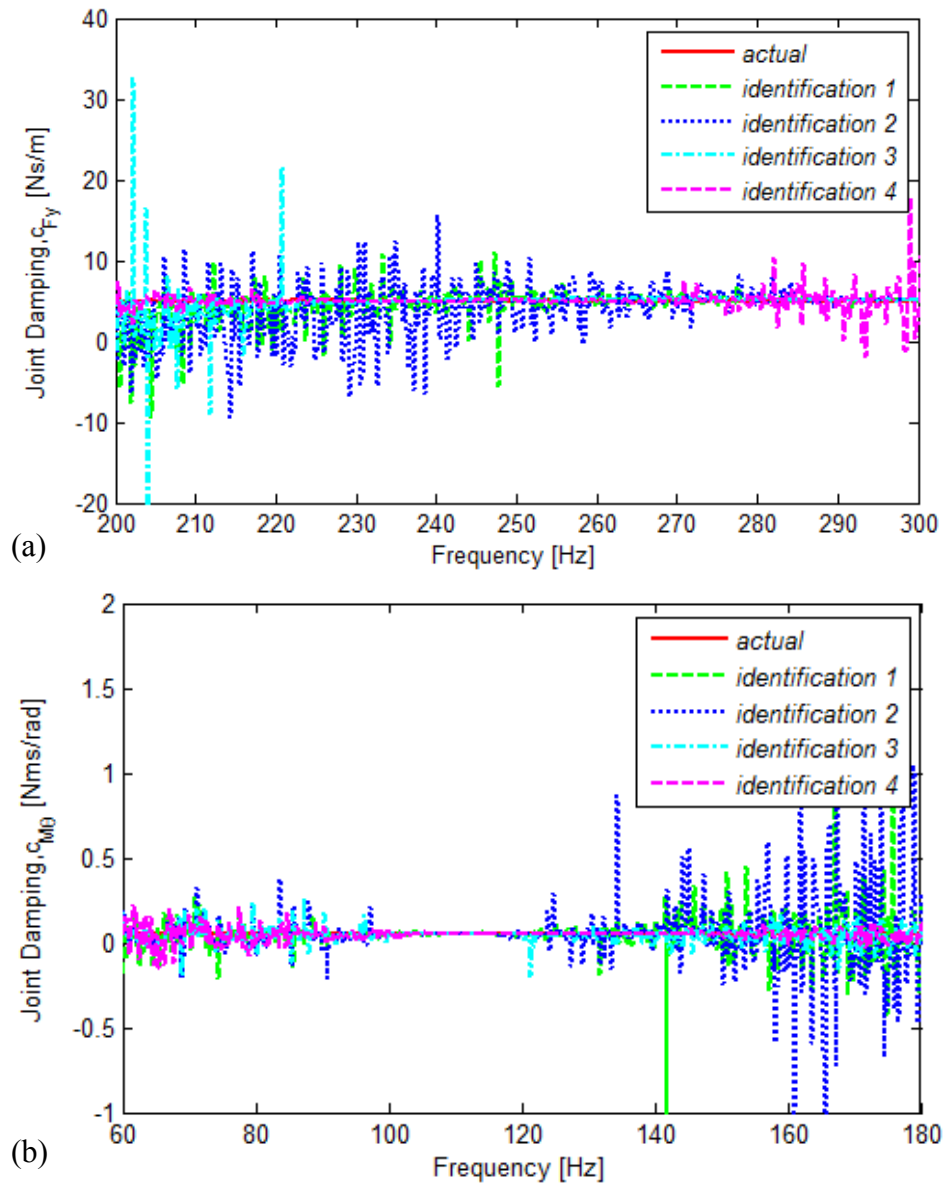 40
30
20
10
0
-10
-20
Joint Damping,c_Fy [Ns/m]
actual
identification 1
identification 2
identification 3
identification 4
200 210 220 230 240 250 260 270 280 290 300
Frequency [Hz]
(a)
2
1.5
1
0.5
0
-0.5
-1
Joint Damping,c_Mθ [Nms/rad]
actual
identification 1
identification 2
identification 3
identification 4
60 80 100 120 140 160 180
Frequency [Hz]
(b)